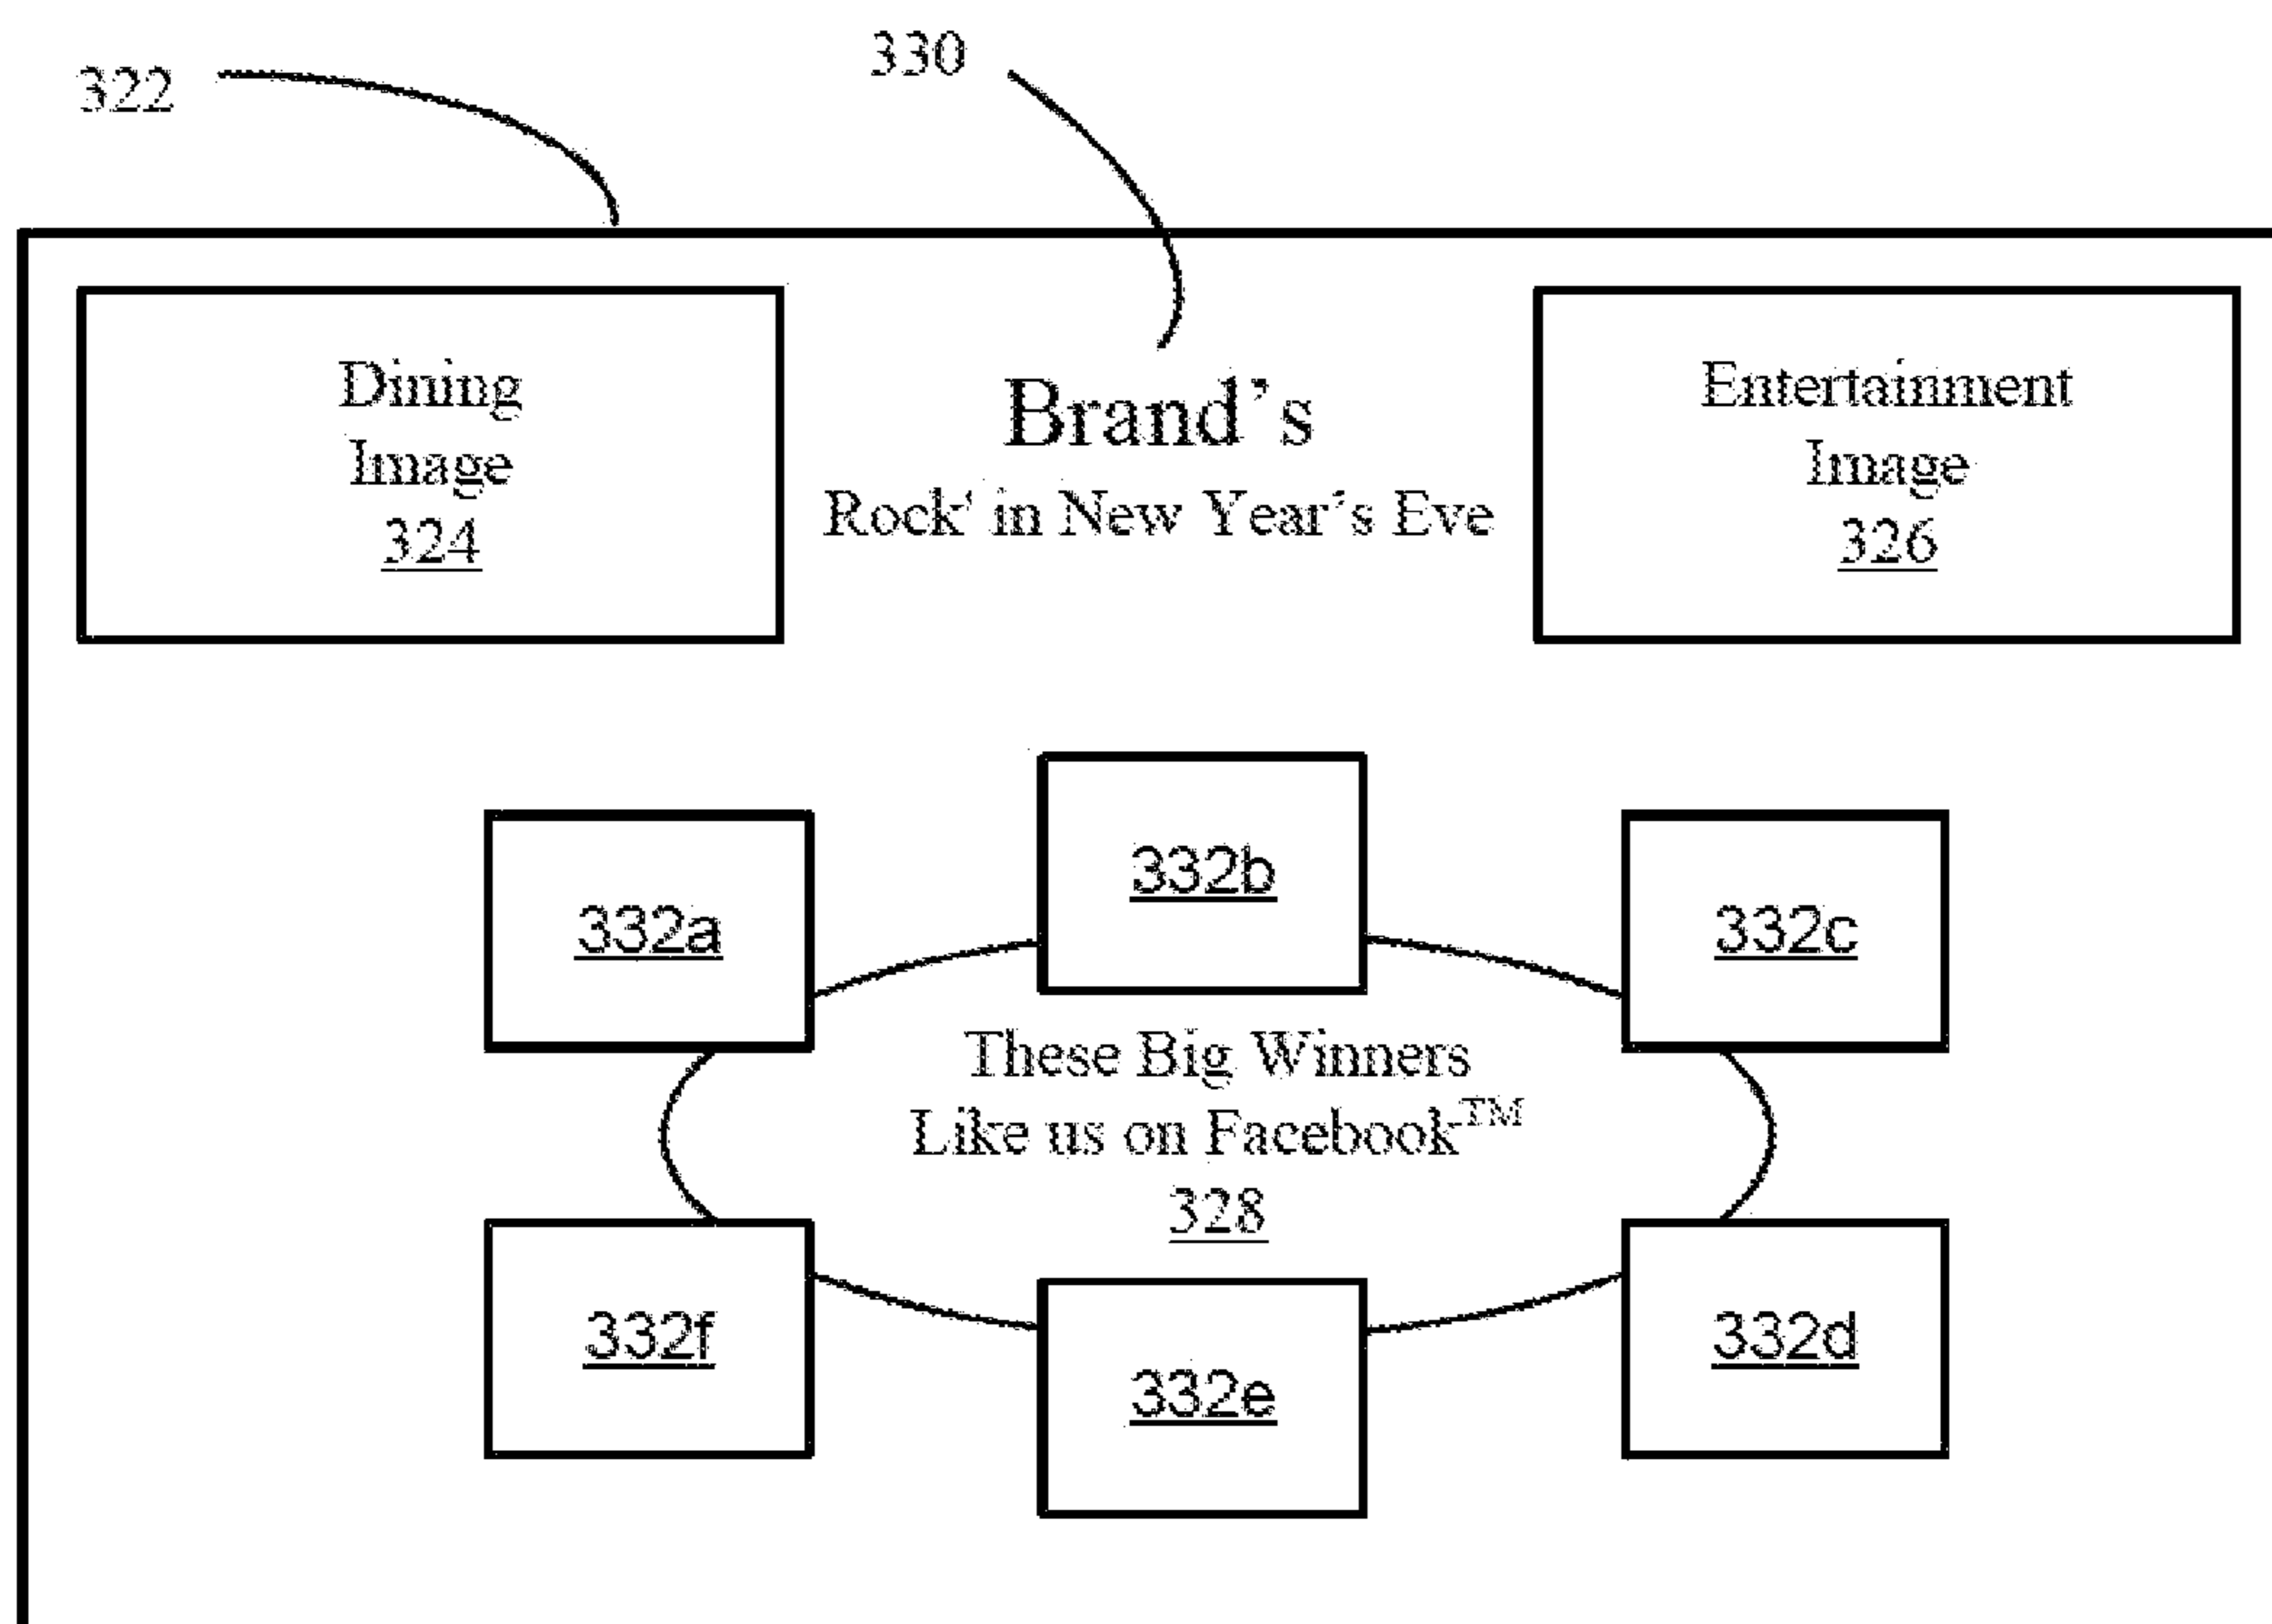 322
330
Dining
Image
324
Brand's
Rock' in New Year's Eve
Entertainment
Image
326
332a
332b
332c
These Big Winners
Like us on Facebook™
328
332f
332e
332d